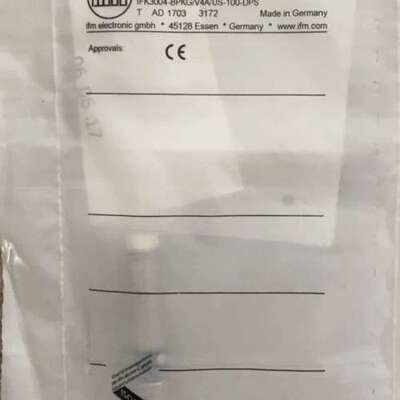 IFK3004-BPKG/V4A/US-100-DPS
T AD 1703 3172 Made in Germany
ifm electronic gmbh * 45128 Essen * Germany * www.ifm.com
Approvals: CE